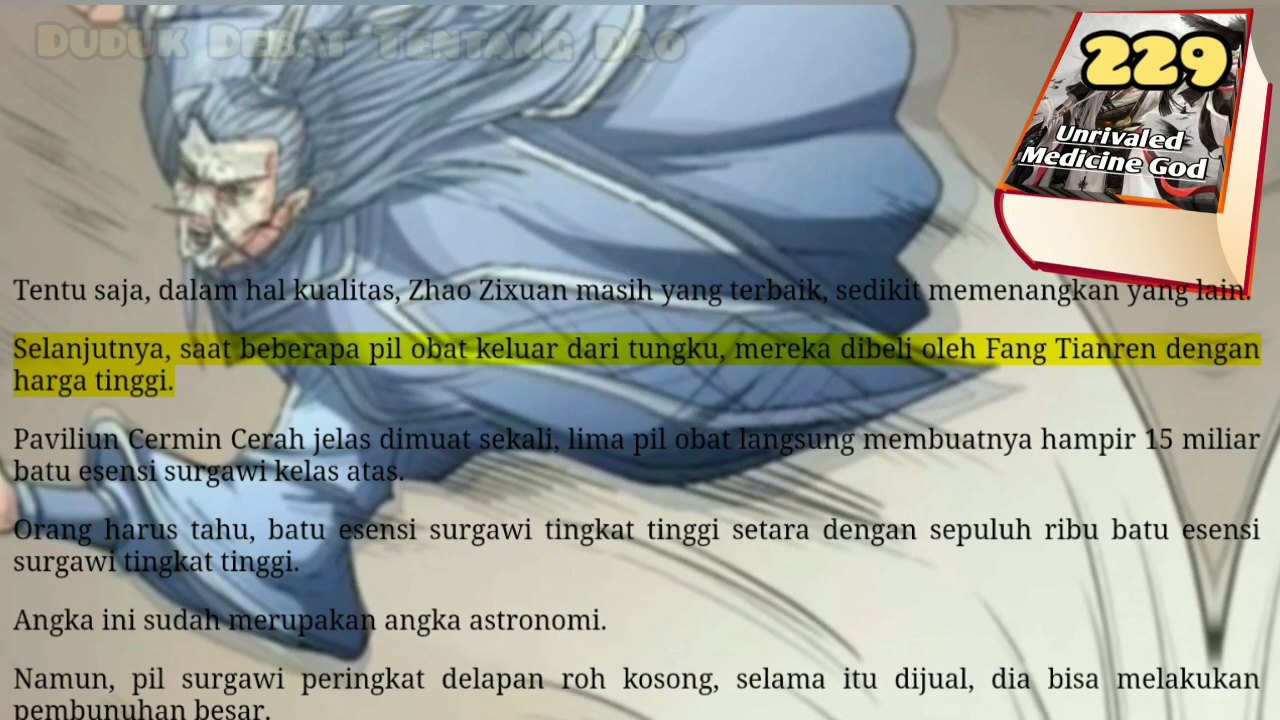 Duduk Debat Tentang Dao
229
Unrivaled
Medicine God
Tentu saja, dalam hal kualitas, Zhao Zixuan masih yang terbaik, sedikit memenangkan yang lain.
Selanjutnya, saat beberapa pil obat keluar dari tungku, mereka dibeli oleh Fang Tianren dengan
harga tinggi.
Paviliun Cermin Cerah jelas dimuat sekali, lima pil obat langsung membuatnya hampir 15 miliar
batu esensi surgawi kelas atas.
Orang harus tahu, batu esensi surgawi tingkat tinggi setara dengan sepuluh ribu batu esensi
surgawi tingkat tinggi.
Angka ini sudah merupakan angka astronomi.
Namun, pil surgawi peringkat delapan roh kosong, selama itu dijual, dia bisa melakukan
pembunuhan besar.